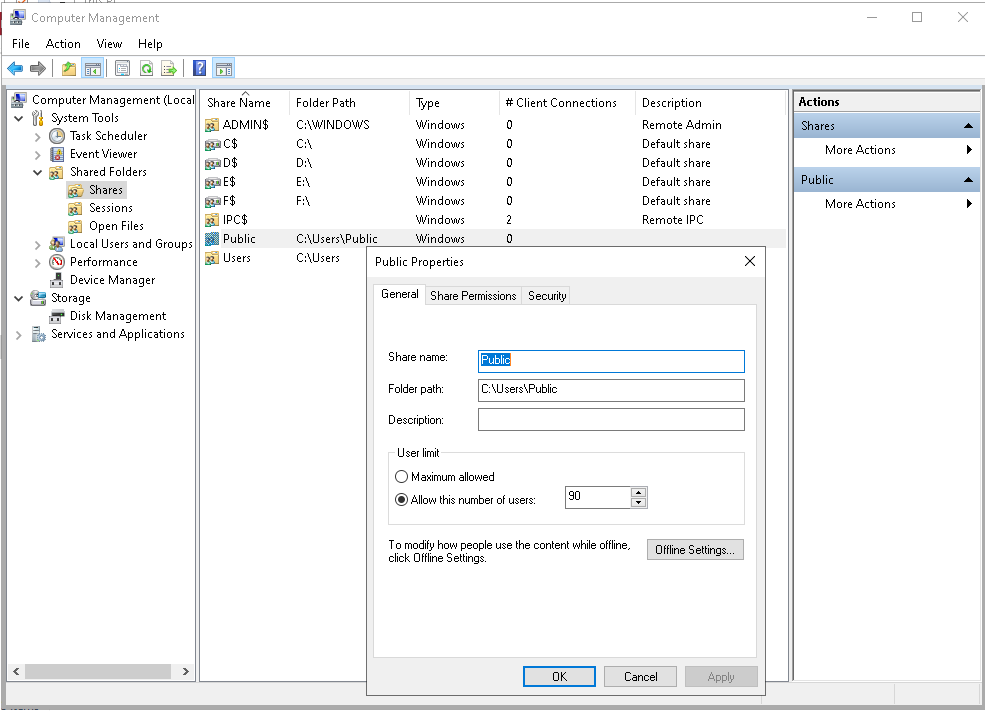 Computer Management
File Action View Help
Computer Management (Local
System Tools
Task Scheduler
Event Viewer
Shared Folders
Shares
Sessions
Open Files
Local Users and Groups
Performance
Device Manager
Storage
Disk Management
Services and Applications
Share Name Folder Path Type # Client Connections Description
ADMIN$ C:\WINDOWS Windows 0 Remote Admin
C$ C:\ Windows 0 Default share
D$ D:\ Windows 0 Default share
E$ E:\ Windows 0 Default share
F$ F:\ Windows 0 Default share
IPC$ Windows 2 Remote IPC
Public C:\Users\Public Windows 0
Users C:\Users
Public Properties
General Share Permissions Security
Share name: Public
Folder path: C:\Users\Public
Description:
User limit
Maximum allowed
Allow this number of users: 90
To modify how people use the content while offline,
click Offline Settings.
Offline Settings...
OK Cancel Apply
Actions
Shares
More Actions
Public
More Actions